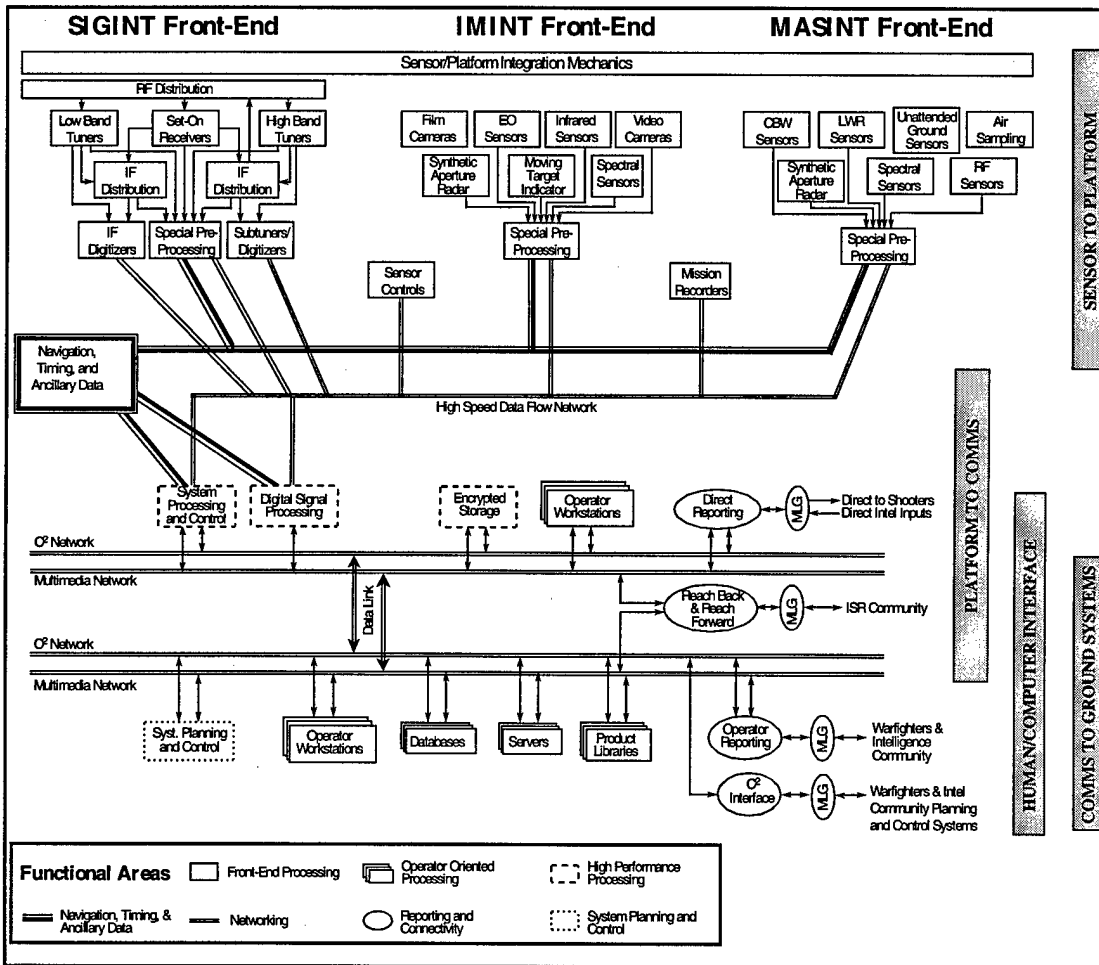 SIGINT Front-End
IMINT Front-End
MASINT Front-End
Sensor/Platform Integration Mechanics
RF Distribution
Low Band
Tuners
Set-On
Receivers
High Band
Tuners
IF
Distribution
IF
Distribution
IF
Digitizers
Special Pre-
Processing
Subtuners/
Digitizers
Film
Cameras
EO
Sensors
Infrared
Sensors
Video
Cameras
Synthetic
Aperture
Radar
Moving
Target
Indicator
Spectral
Sensors
Special Pre-
Processing
CBW
Sensors
LWR
Sensors
Unattended
Ground
Sensors
Air
Sampling
Synthetic
Aperture
Radar
Spectral
Sensors
RF
Sensors
Special Pre-
Processing
Sensor
Controls
Mission
Recorders
Navigation,
Timing, and
Ancillary Data
High Speed Data Flow Network
System
Processing
and Control
Digital Signal
Processing
Encrypted
Storage
Operator
Workstations
Direct
Reporting
MLG
Direct to Shooters
Direct Intel Inputs
C² Network
Multimedia Network
Data Link
Reach Back
& Reach
Forward
MLG
ISR Community
C² Network
Multimedia Network
Syst. Planning
and Control
Operator
Workstations
Databases
Servers
Product
Libraries
Operator
Reporting
MLG
Warfighters &
Intelligence
Community
C²
Interface
MLG
Warfighters & Intel
Community Planning
and Control Systems
SENSOR TO PLATFORM
PLATFORM TO COMMS
HUMAN/COMPUTER INTERFACE
COMMS TO GROUND SYSTEMS
Functional Areas
Front-End Processing
Operator Oriented
Processing
High Performance
Processing
Navigation, Timing, &
Ancillary Data
Networking
Reporting and
Connectivity
System Planning and
Control